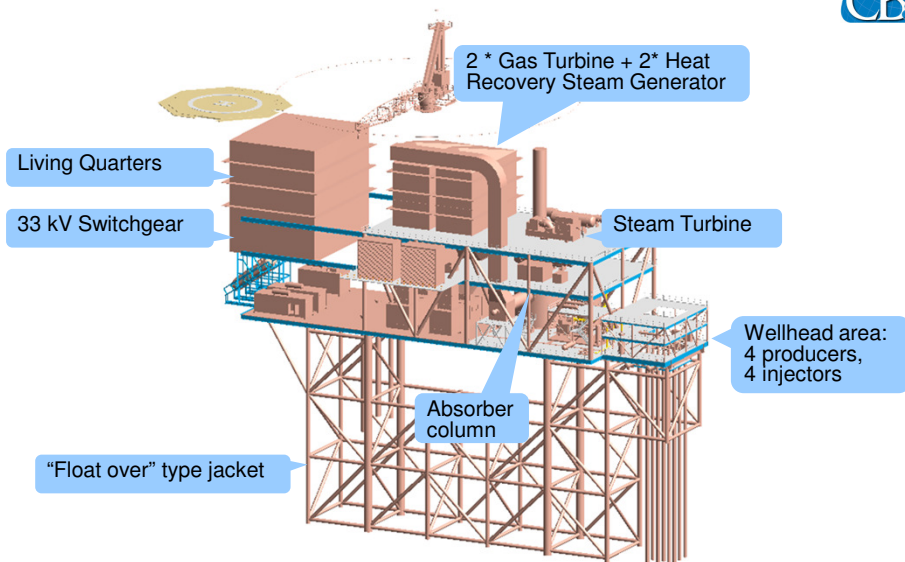 2 * Gas Turbine + 2* Heat
Recovery Steam Generator
Living Quarters
33 kV Switchgear
Steam Turbine
Wellhead area:
4 producers,
4 injectors
Absorber
column
“Float over” type jacket